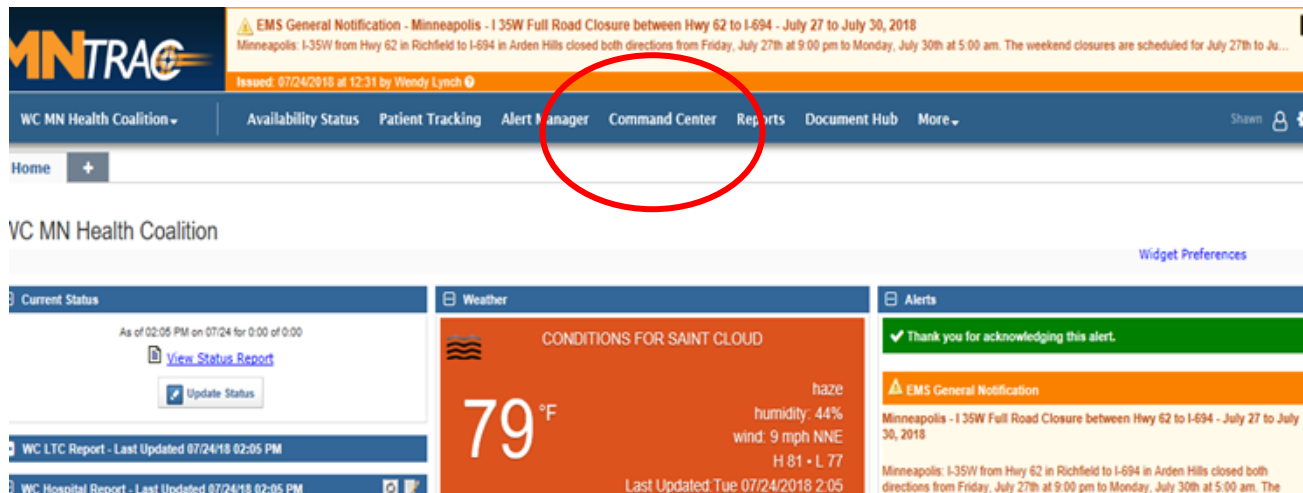 EMS General Notification - Minneapolis - I 35W Full Road Closure between Hwy 62 to I-694 - July 27 to July 30, 2018
Minneapolis: I-35W from Hwy 62 in Richfield to I-694 in Arden Hills closed both directions from Friday, July 27th at 9:00 pm to Monday, July 30th at 5:00 am. The weekend closures are scheduled for July 27th to Ju...
MNTRAC
Issued: 07/24/2018 at 12:31 by Wendy Lynch
WC MN Health Coalition Availability Status Patient Tracking Alert Manager Command Center Reports Document Hub More Shawn
Home +
WC MN Health Coalition
Widget Preferences
Current Status
As of 02:05 PM on 07/24 for 0:00 of 0:00
View Status Report
Update Status
WC LTC Report - Last Updated 07/24/18 02:05 PM
WC Hospital Report - Last Updated 07/24/18 02:05 PM
Weather
CONDITIONS FOR SAINT CLOUD
79 °F
haze
humidity: 44%
wind: 9 mph NNE
H 81 • L 77
Last Updated:Tue 07/24/2018 2:05
Alerts
Thank you for acknowledging this alert.
EMS General Notification
Minneapolis - I 35W Full Road Closure between Hwy 62 to I-694 - July 27 to July
30, 2018
Minneapolis: I-35W from Hwy 62 in Richfield to I-694 in Arden Hills closed both
directions from Friday, July 27th at 9:00 pm to Monday, July 30th at 5:00 am. The